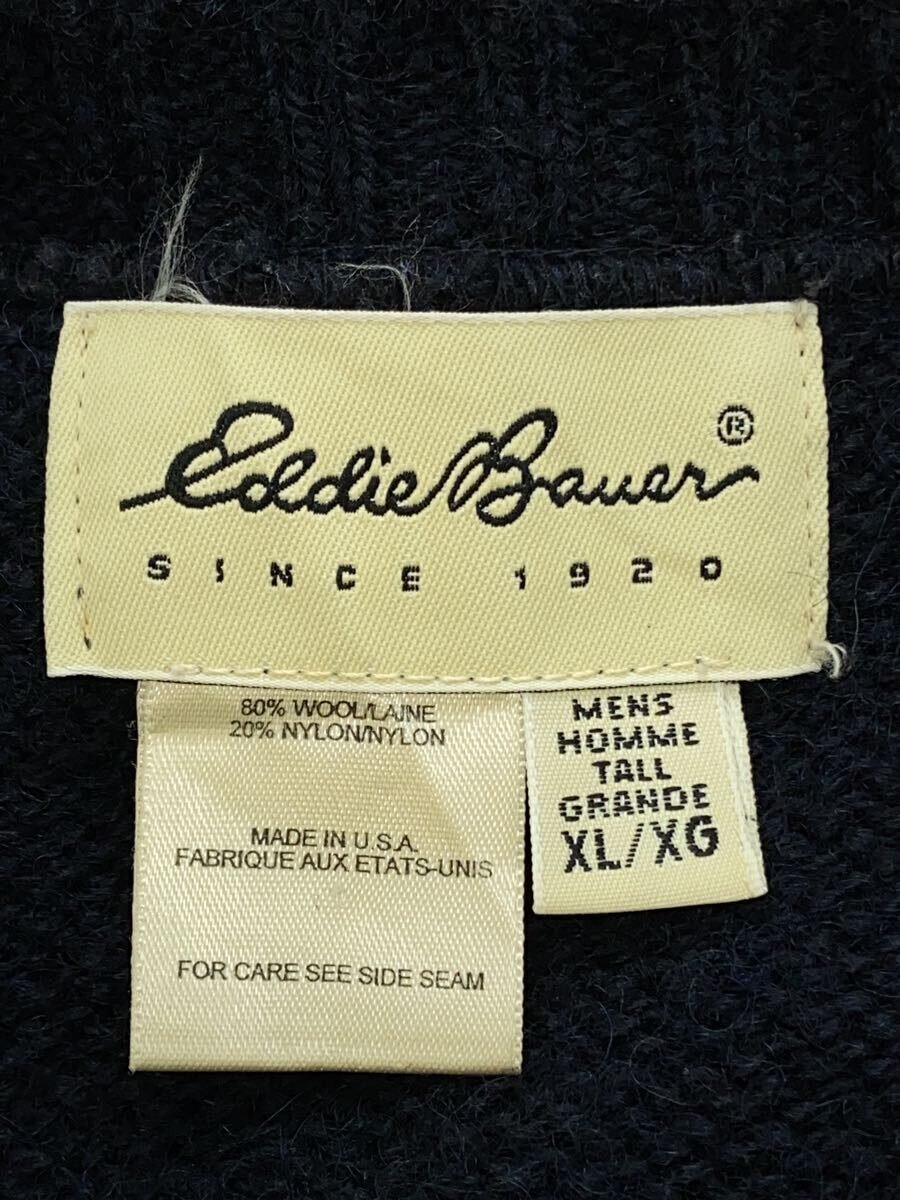 Eddie Bauer®
SINCE 1920
80% WOOL/LAINE
20% NYLON/NYLON
MADE IN U.S.A.
FABRIQUE AUX ETATS-UNIS
FOR CARE SEE SIDE SEAM
MENS
HOMME
TALL
GRANDE
XL/XG